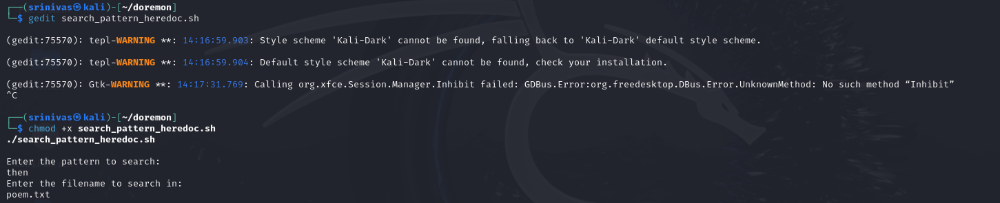 ┌──(srinivas㉿kali)-[~/doremon]
└─$ gedit search_pattern_heredoc.sh
(gedit:75570): tepl-WARNING **: 14:16:59.903: Style scheme 'Kali-Dark' cannot be found, falling back to 'Kali-Dark' default style scheme.
(gedit:75570): tepl-WARNING **: 14:16:59.904: Default style scheme 'Kali-Dark' cannot be found, check your installation.
(gedit:75570): Gtk-WARNING **: 14:17:31.769: Calling org.xfce.Session.Manager.Inhibit failed: GDBus.Error:org.freedesktop.DBus.Error.UnknownMethod: No such method “Inhibit”
^C
┌──(srinivas㉿kali)-[~/doremon]
└─$ chmod +x search_pattern_heredoc.sh
./search_pattern_heredoc.sh
Enter the pattern to search:
then
Enter the filename to search in:
poem.txt